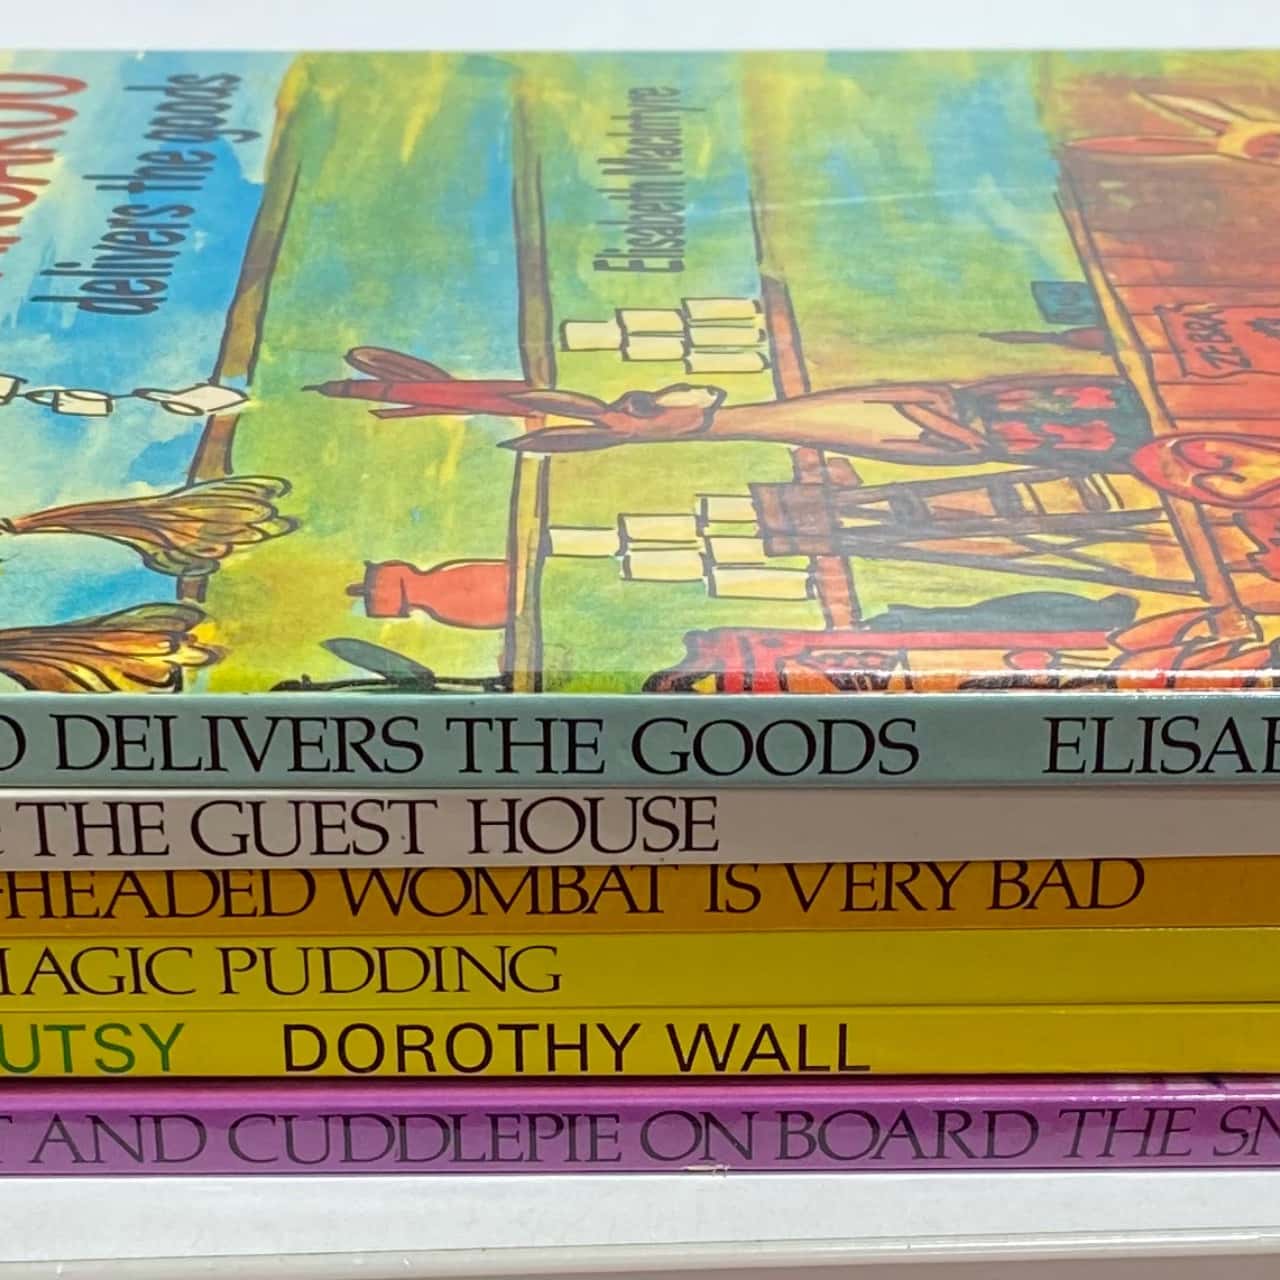 delivers the goods
Elisabeth MacIntyre
ZEBRA
O DELIVERS THE GOODS ELISAB
THE GUEST HOUSE
-HEADED WOMBAT IS VERY BAD
MAGIC PUDDING
UTSY DOROTHY WALL
T AND CUDDLEPIE ON BOARD THE SN